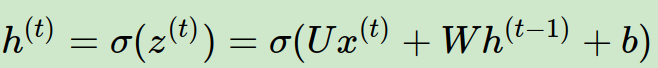 h^{(t)} = σ(z^{(t)}) = σ(Ux^{(t)} + Wh^{(t-1)} + b)